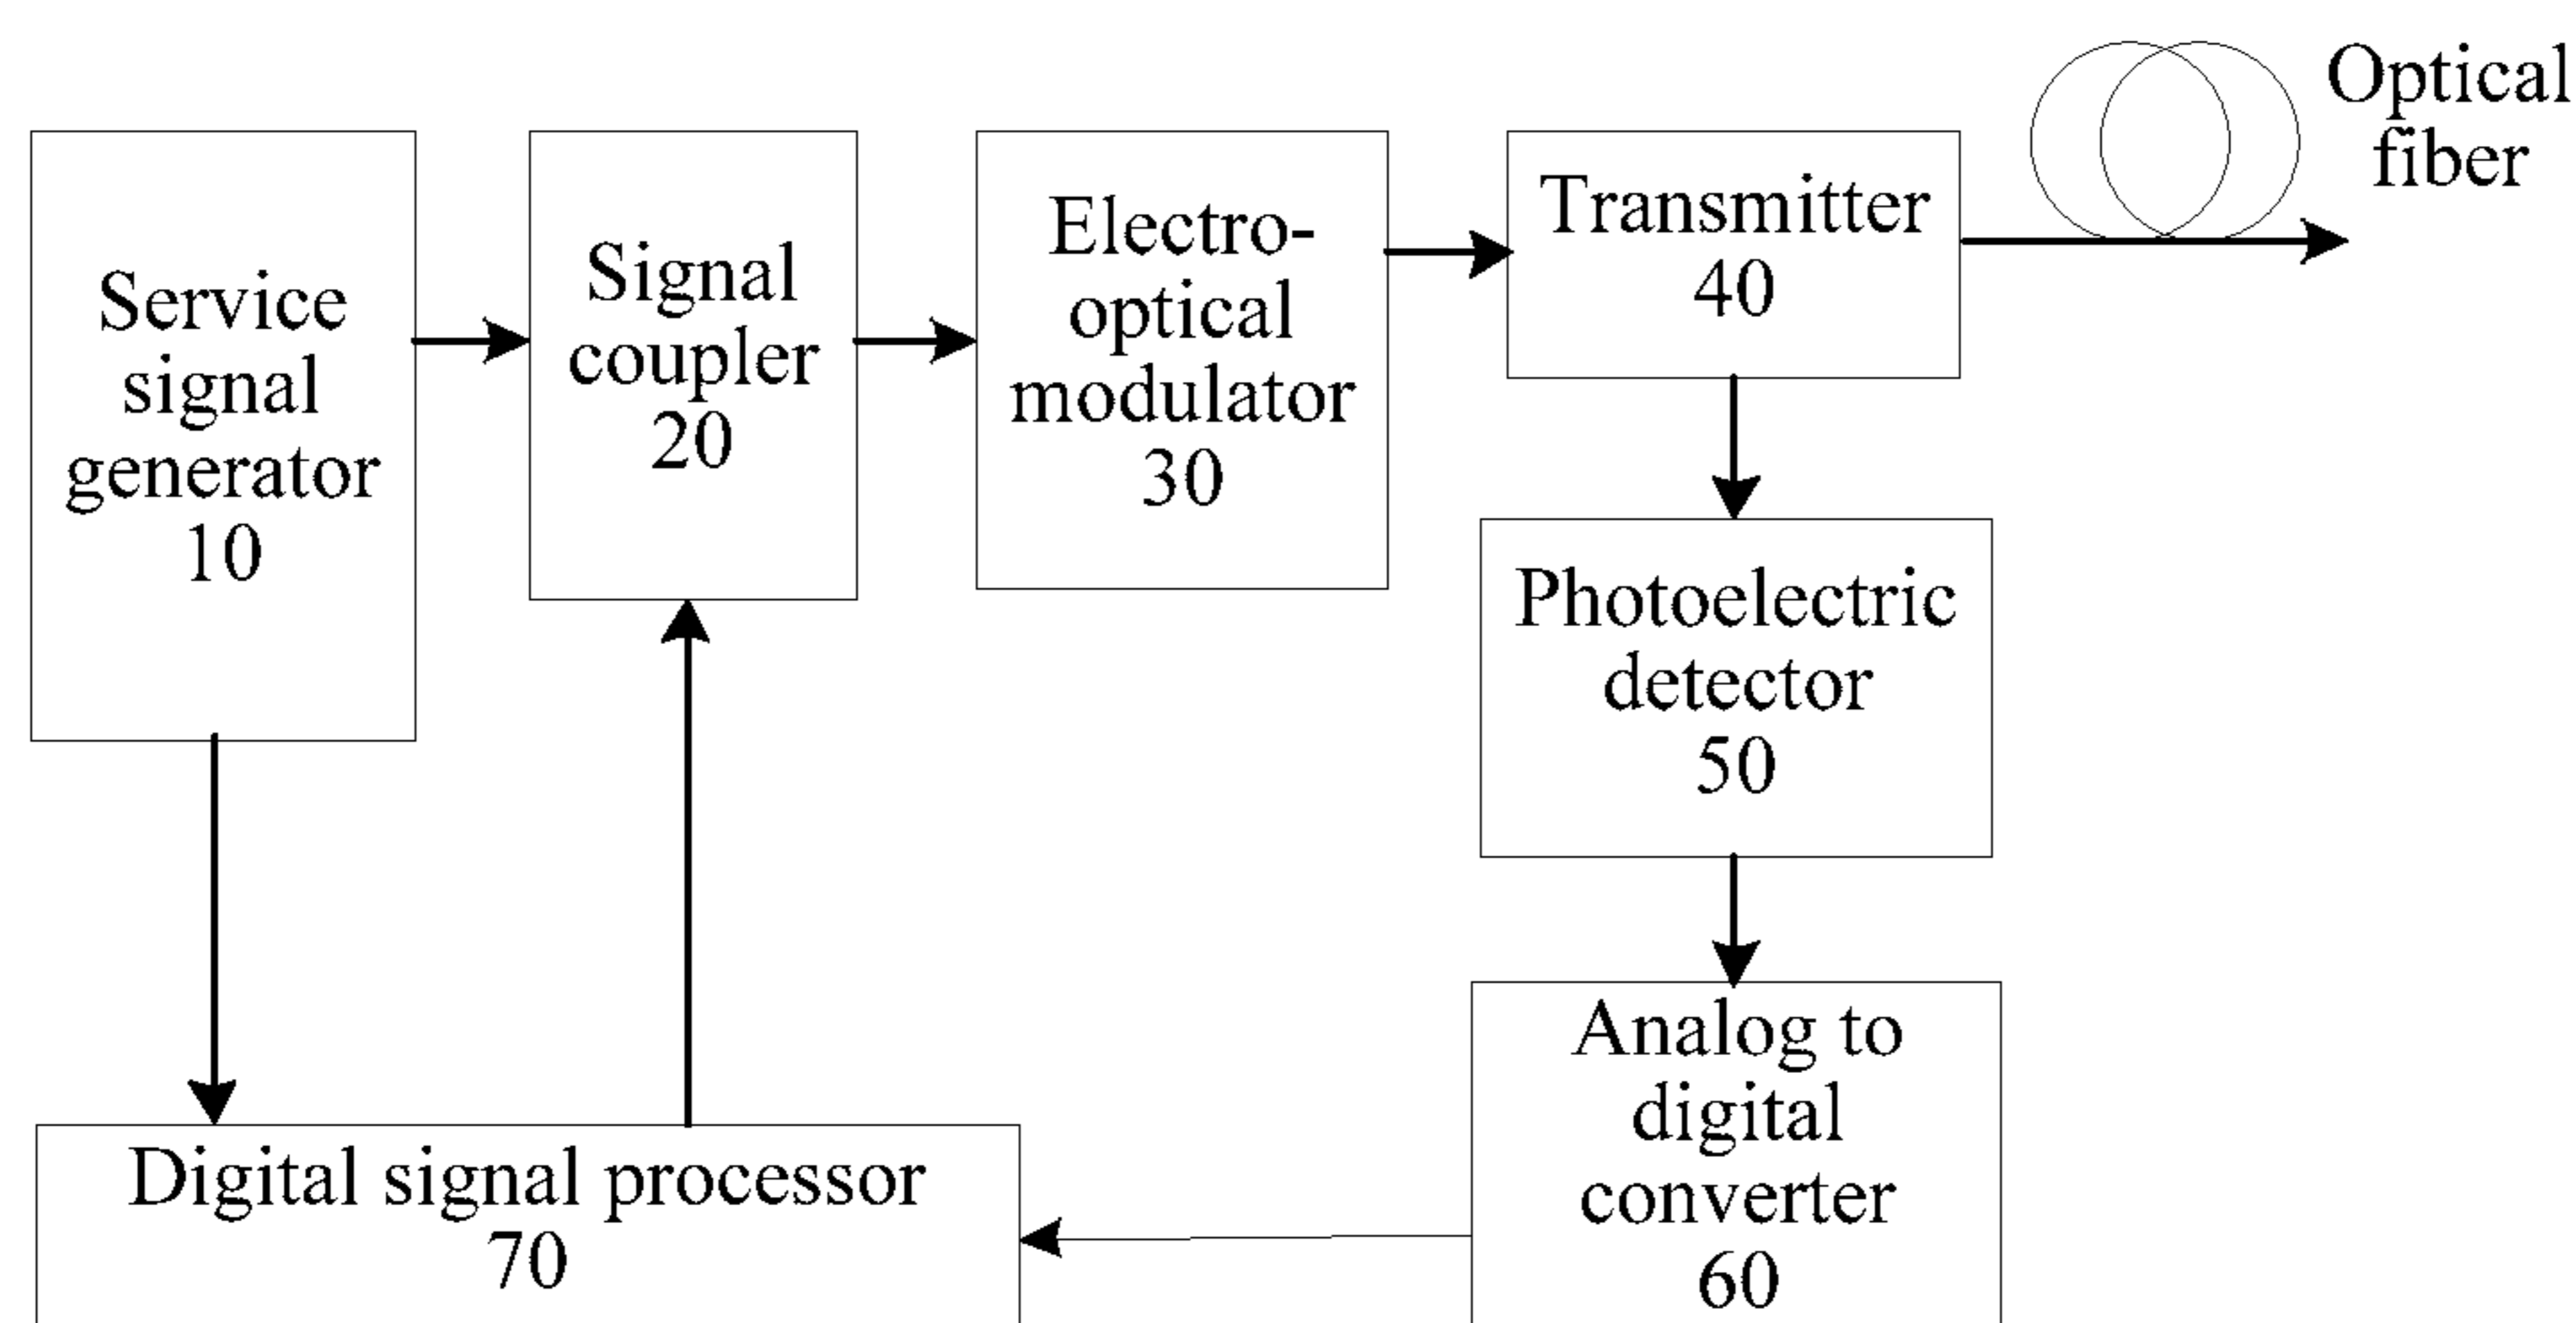 Service
signal
generator
10
Signal
coupler
20
Electro-
optical
modulator
30
Transmitter
40
Optical
fiber
Photoelectric
detector
50
Analog to
digital
converter
60
Digital signal processor
70